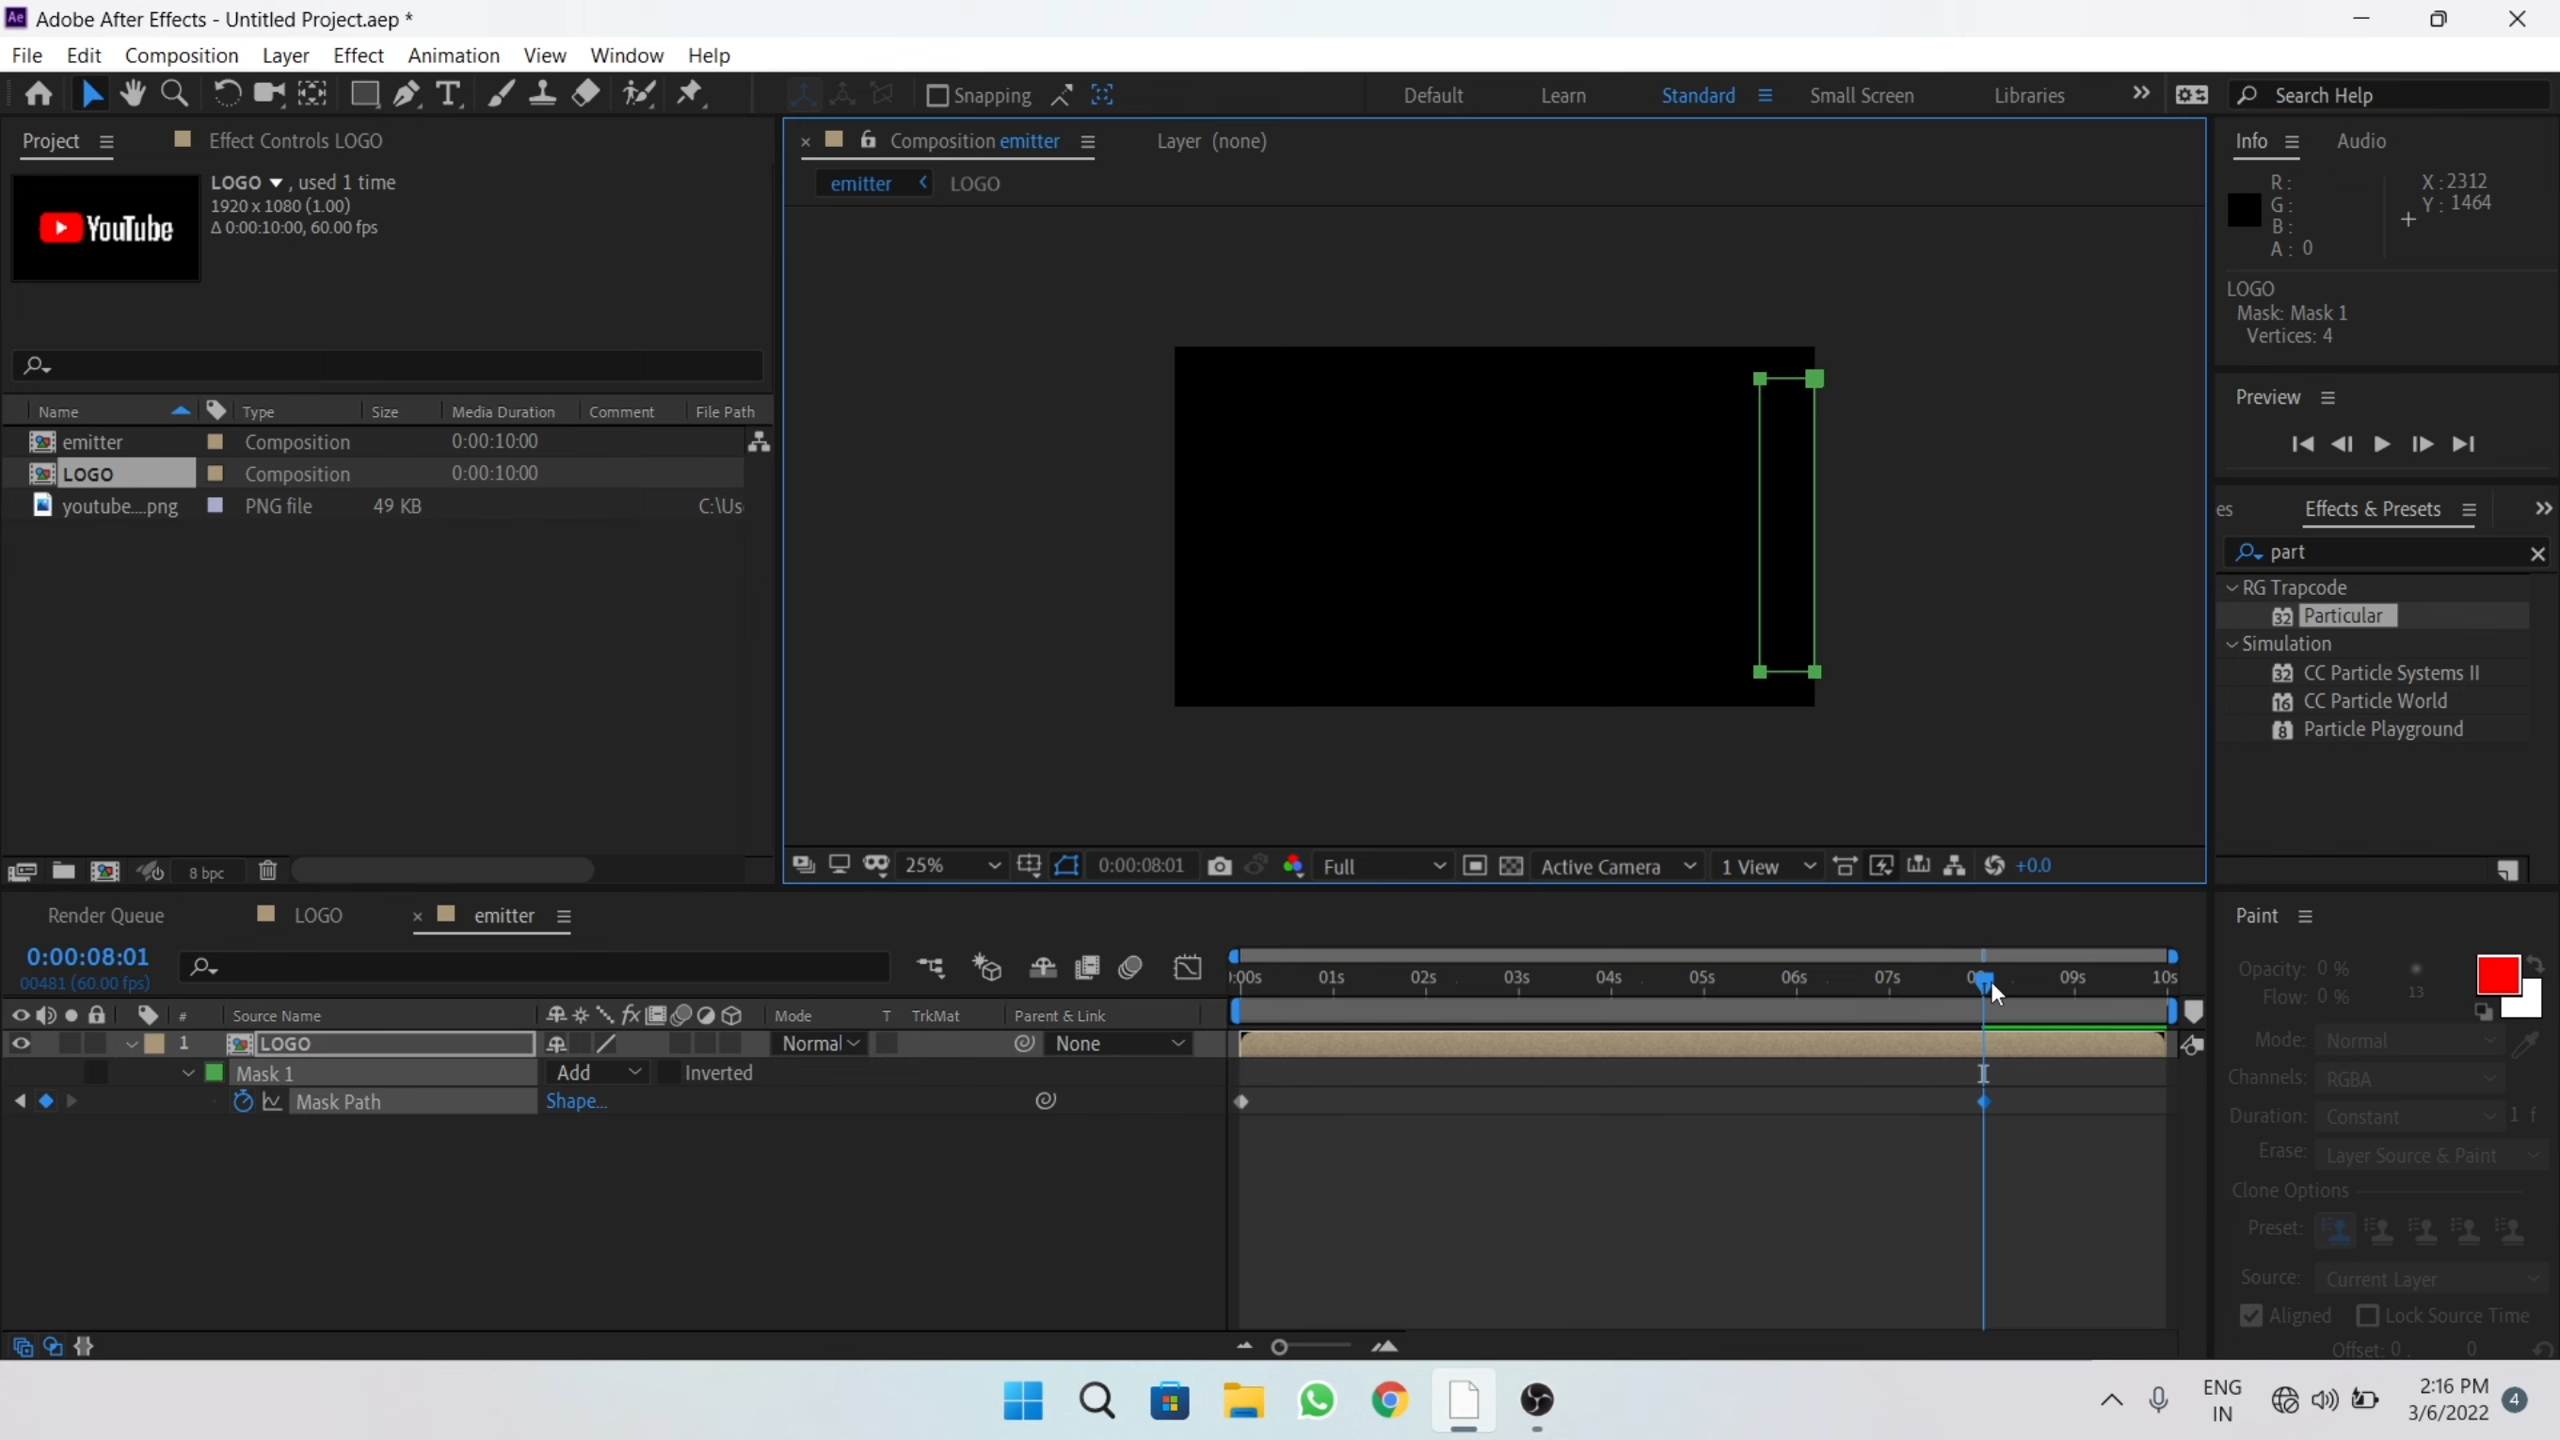 Ae Adobe After Effects - Untitled Project.aep *
File Edit Composition Layer Effect Animation View Window Help
Snapping Default Learn Standard Small Screen Libraries Search Help
Project Effect Controls LOGO
LOGO , used 1 time
1920 x 1080 (1.00)
Δ 0:00:10:00, 60.00 fps
YouTube
Name Type Size Media Duration Comment File Path
emitter Composition 0:00:10:00
LOGO Composition 0:00:10:00
youtube....png PNG file 49 KB C:\Us
8 bpc
Composition emitter Layer (none)
emitter LOGO
25% 0:00:08:01 Full Active Camera 1 View +0.0
Info Audio
R : X : 2312
G : Y : 1464
B :
A : 0
LOGO
Mask: Mask 1
Vertices: 4
Preview
es Effects & Presets
part
RG Trapcode
32 Particular
Simulation
32 CC Particle Systems II
16 CC Particle World
8 Particle Playground
Render Queue LOGO emitter
0:00:08:01
00481 (60.00 fps)
:00s 01s 02s 03s 04s 05s 06s 07s 09s 10s
# Source Name fx Mode T TrkMat Parent & Link
1 LOGO Normal None
Mask 1 Add Inverted
Mask Path Shape...
Paint
Opacity: 0 %
Flow: 0 % 13
Mode: Normal
Channels: RGBA
Duration: Constant 1 f
Erase: Layer Source & Paint
Clone Options
Preset:
Source: Current Layer
Aligned Lock Source Time
Offset: 0 , 0
ENG
IN
2:16 PM
3/6/2022
4